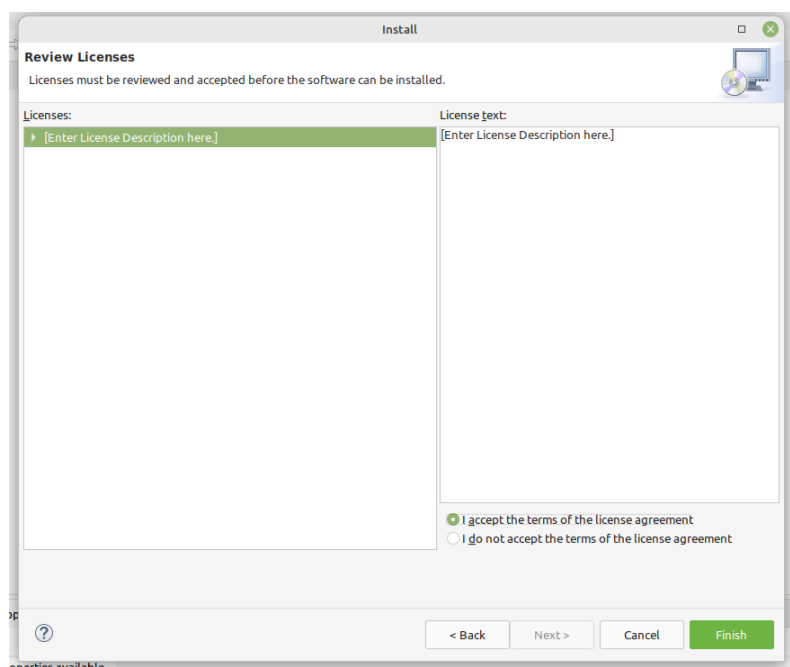 Install
Review Licenses
Licenses must be reviewed and accepted before the software can be installed.
Licenses:
[Enter License Description here.]
License text:
[Enter License Description here.]
I accept the terms of the license agreement
I do not accept the terms of the license agreement
< Back
Next >
Cancel
Finish